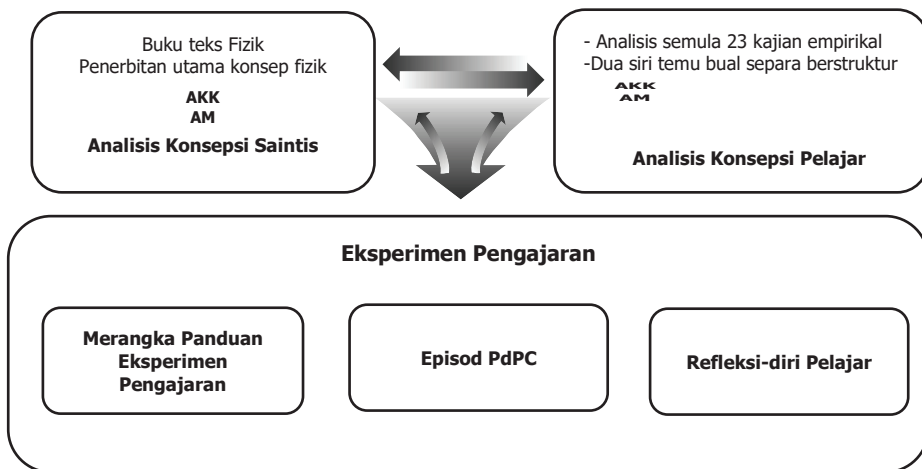 Buku teks Fizik
Penerbitan utama konsep fizik
AKK
AM
Analisis Konsepsi Saintis
- Analisis semula 23 kajian empirikal
-Dua siri temu bual separa berstruktur
AKK
AM
Analisis Konsepsi Pelajar
Eksperimen Pengajaran
Merangka Panduan
Eksperimen
Pengajaran
Episod PdPC
Refleksi-diri Pelajar